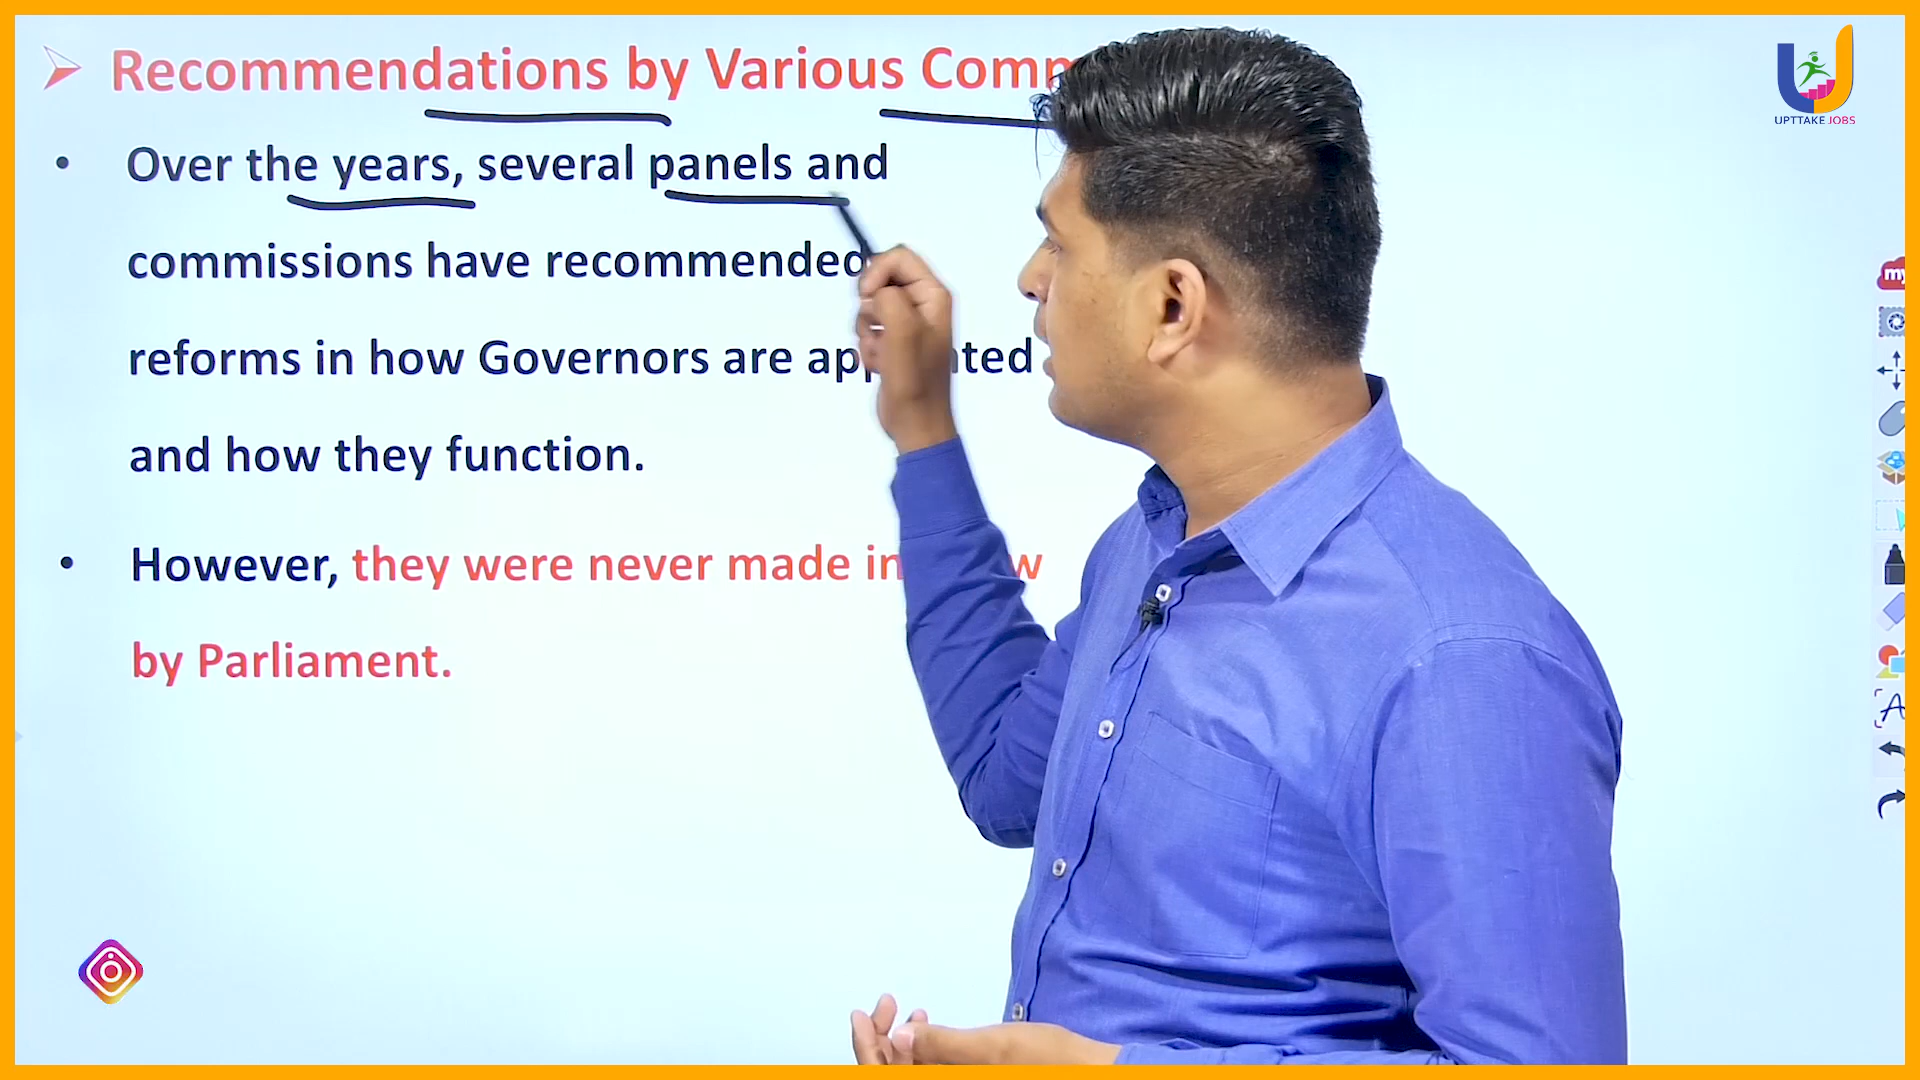 Recommendations by Various
UPTTAKE JOBS
Over the years, several panels and
commissions have recommended
reforms in how Governors are appointed
and how they function.
However, they were never made
by Parliament.